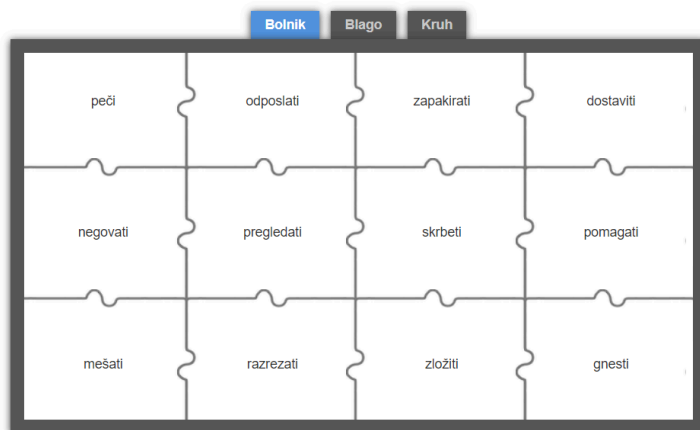 Bolnik Blago Kruh
peči odposlati zapakirati dostaviti
negovati pregledati skrbeti pomagati
mešati razrezati zložiti gnesti